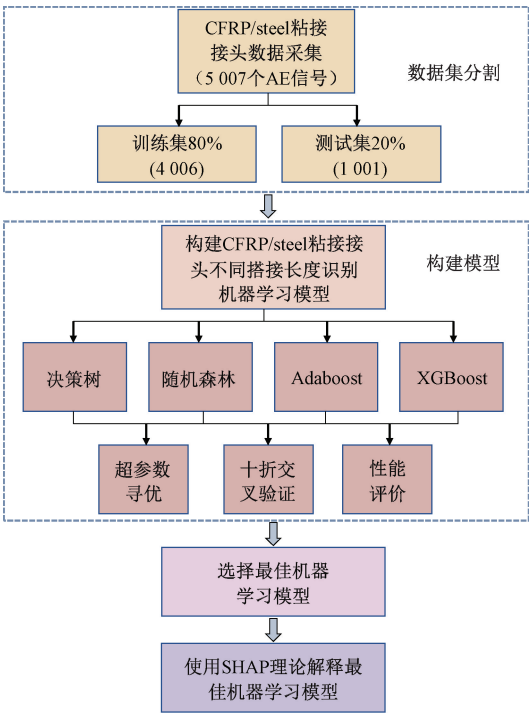 CFRP/steel粘接
接头数据采集
（5 007个AE信号）
数据集分割
训练集80%
(4 006)
测试集20%
(1 001)
构建CFRP/steel粘接接
头不同搭接长度识别
机器学习模型
构建模型
决策树
随机森林
Adaboost
XGBoost
超参数
寻优
十折交
叉验证
性能
评价
选择最佳机器
学习模型
使用SHAP理论解释最
佳机器学习模型